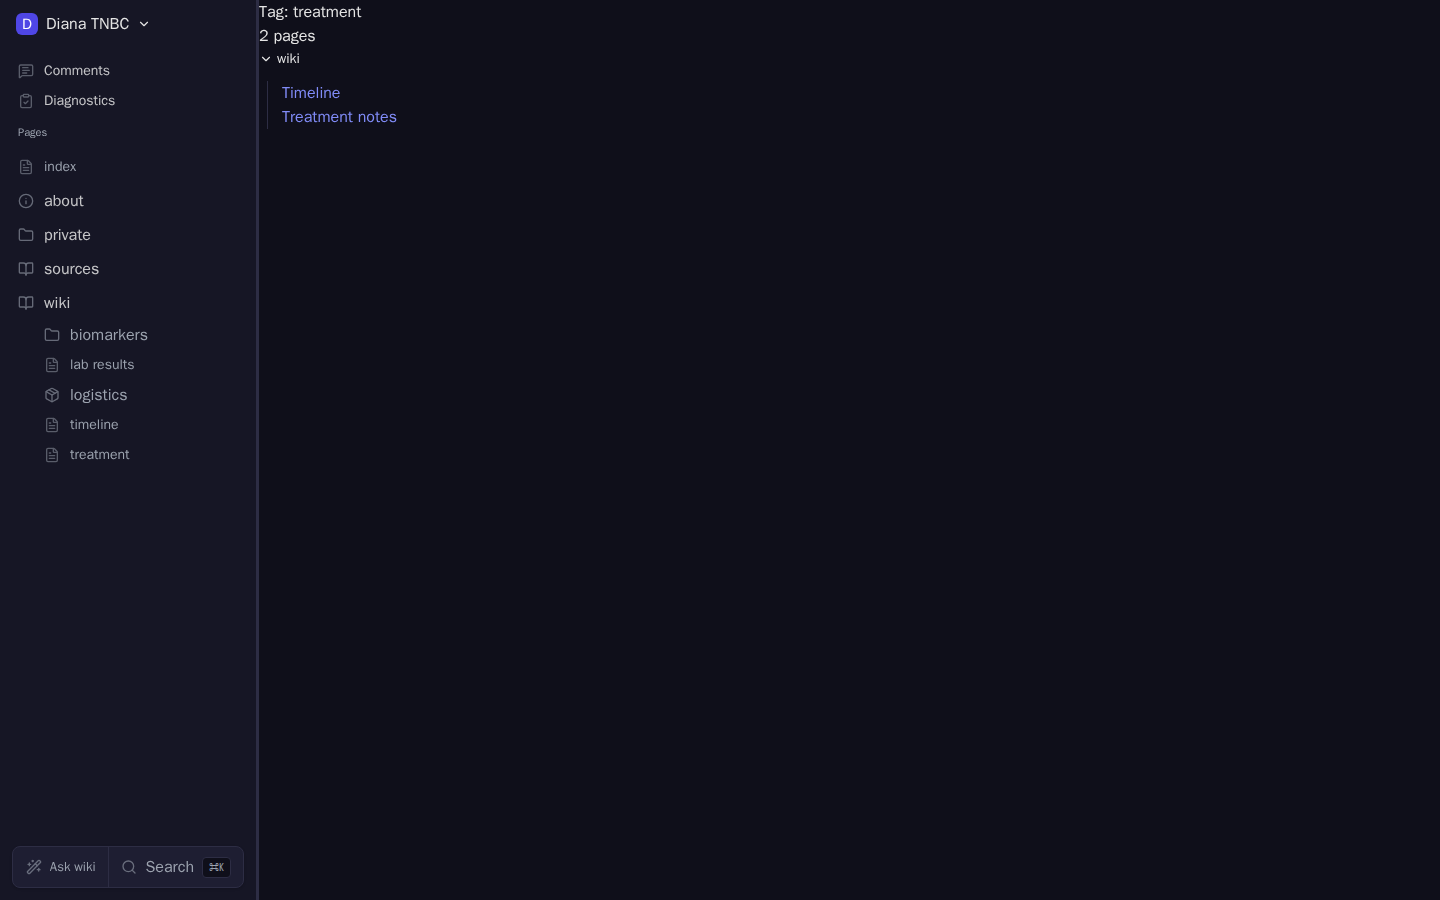 D Diana TNBC
Comments
Diagnostics
Pages
index
about
private
sources
wiki
biomarkers
lab results
logistics
timeline
treatment
Ask wiki
Search ⌘K
Tag: treatment
2 pages
wiki
Timeline
Treatment notes